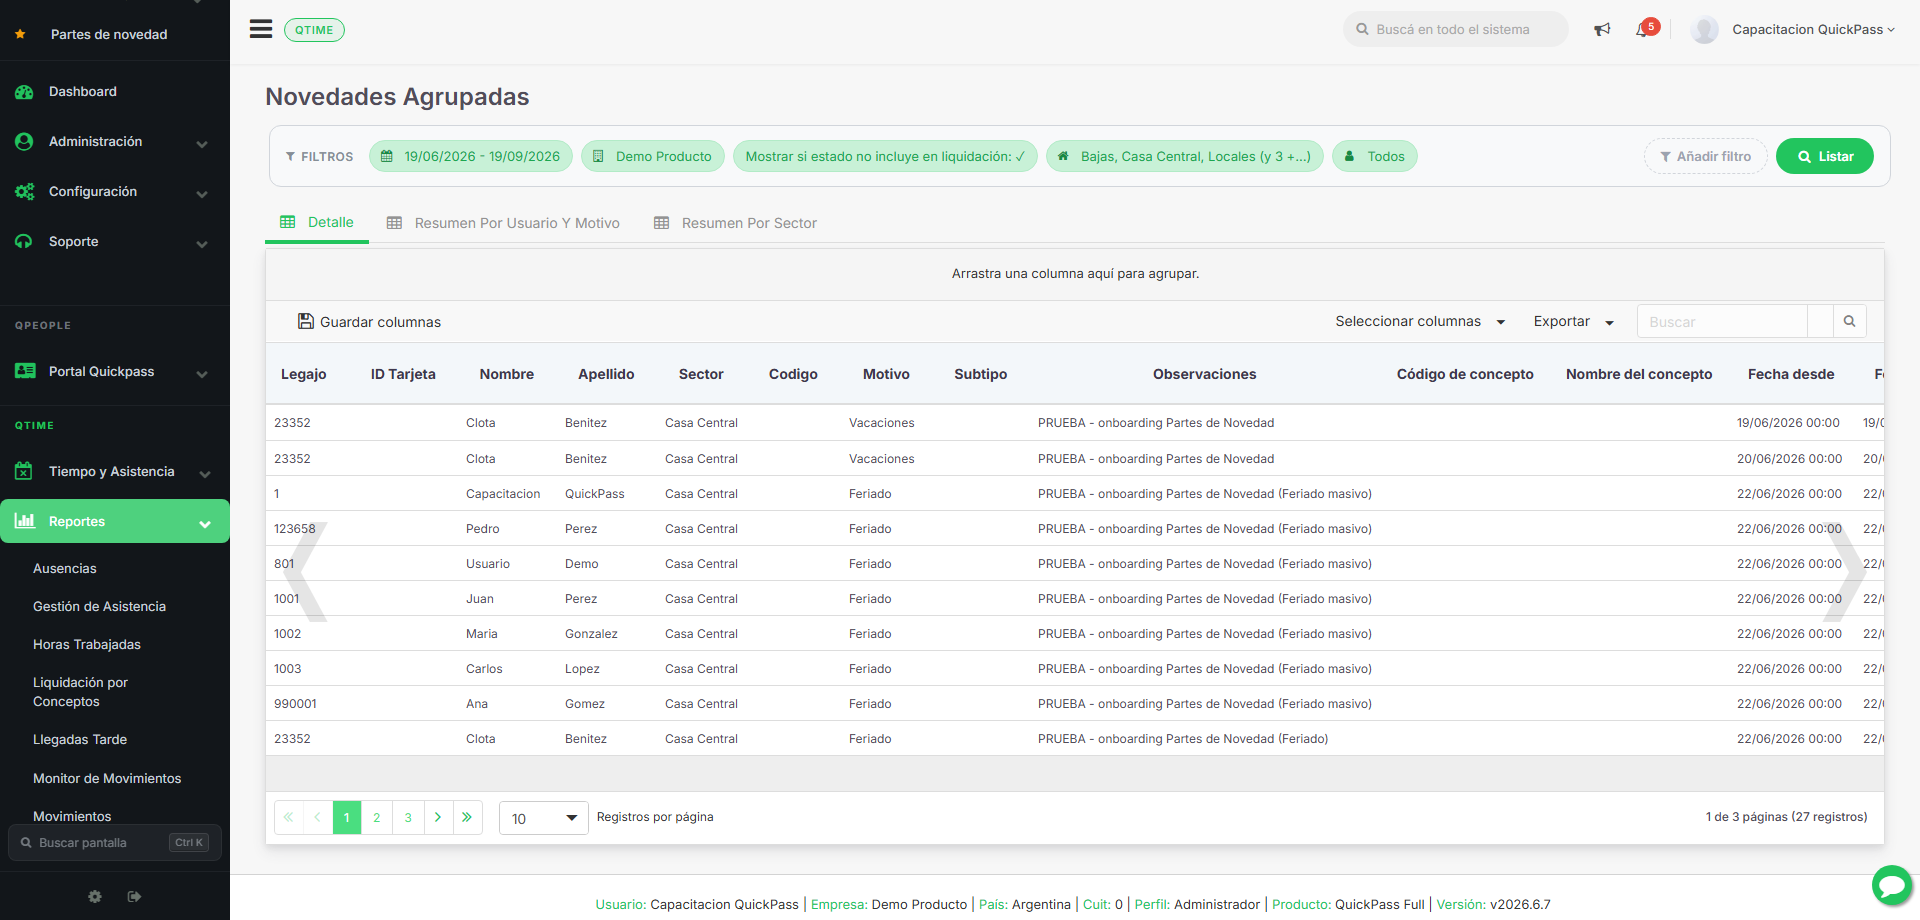 Partes de novedad
Dashboard
Administración
Configuración
Soporte
QPEOPLE
Portal Quickpass
QTIME
Tiempo y Asistencia
Reportes
Ausencias
Gestión de Asistencia
Horas Trabajadas
Liquidación por
Conceptos
Llegadas Tarde
Monitor de Movimientos
Movimientos
Buscar pantalla Ctrl K
QTIME
Buscá en todo el sistema
5
Capacitacion QuickPass
Novedades Agrupadas
FILTROS 19/06/2026 - 19/09/2026 Demo Producto Mostrar si estado no incluye en liquidación: ✓ Bajas, Casa Central, Locales (y 3 +...) Todos Añadir filtro Listar
Detalle Resumen Por Usuario Y Motivo Resumen Por Sector
Arrastra una columna aquí para agrupar.
Guardar columnas Seleccionar columnas Exportar Buscar
Legajo ID Tarjeta Nombre Apellido Sector Codigo Motivo Subtipo Observaciones Código de concepto Nombre del concepto Fecha desde
23352 Clota Benitez Casa Central Vacaciones PRUEBA - onboarding Partes de Novedad 19/06/2026 00:00 19/0
23352 Clota Benitez Casa Central Vacaciones PRUEBA - onboarding Partes de Novedad 20/06/2026 00:00 20/
1 Capacitacion QuickPass Casa Central Feriado PRUEBA - onboarding Partes de Novedad (Feriado masivo) 22/06/2026 00:00 22/
123658 Pedro Perez Casa Central Feriado PRUEBA - onboarding Partes de Novedad (Feriado masivo) 22/06/2026 00:00 22/
801 Usuario Demo Casa Central Feriado PRUEBA - onboarding Partes de Novedad (Feriado masivo) 22/06/2026 00:00 22/
1001 Juan Perez Casa Central Feriado PRUEBA - onboarding Partes de Novedad (Feriado masivo) 22/06/2026 00:00 22/
1002 Maria Gonzalez Casa Central Feriado PRUEBA - onboarding Partes de Novedad (Feriado masivo) 22/06/2026 00:00 22/
1003 Carlos Lopez Casa Central Feriado PRUEBA - onboarding Partes de Novedad (Feriado masivo) 22/06/2026 00:00 22/
990001 Ana Gomez Casa Central Feriado PRUEBA - onboarding Partes de Novedad (Feriado masivo) 22/06/2026 00:00 22/
23352 Clota Benitez Casa Central Feriado PRUEBA - onboarding Partes de Novedad (Feriado) 22/06/2026 00:00 22/
« ‹ 1 2 3 › » 10 Registros por página 1 de 3 páginas (27 registros)
Usuario: Capacitacion QuickPass | Empresa: Demo Producto | País: Argentina | Cuit: 0 | Perfil: Administrador | Producto: QuickPass Full | Versión: v2026.6.7